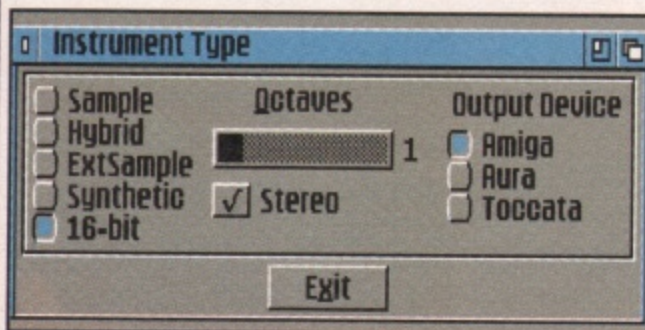 Instrument Type
Sample
Hybrid
ExtSample
Synthetic
16-bit
Octaves
1
Stereo
Output Device
Amiga
Aura
Toccata
Exit